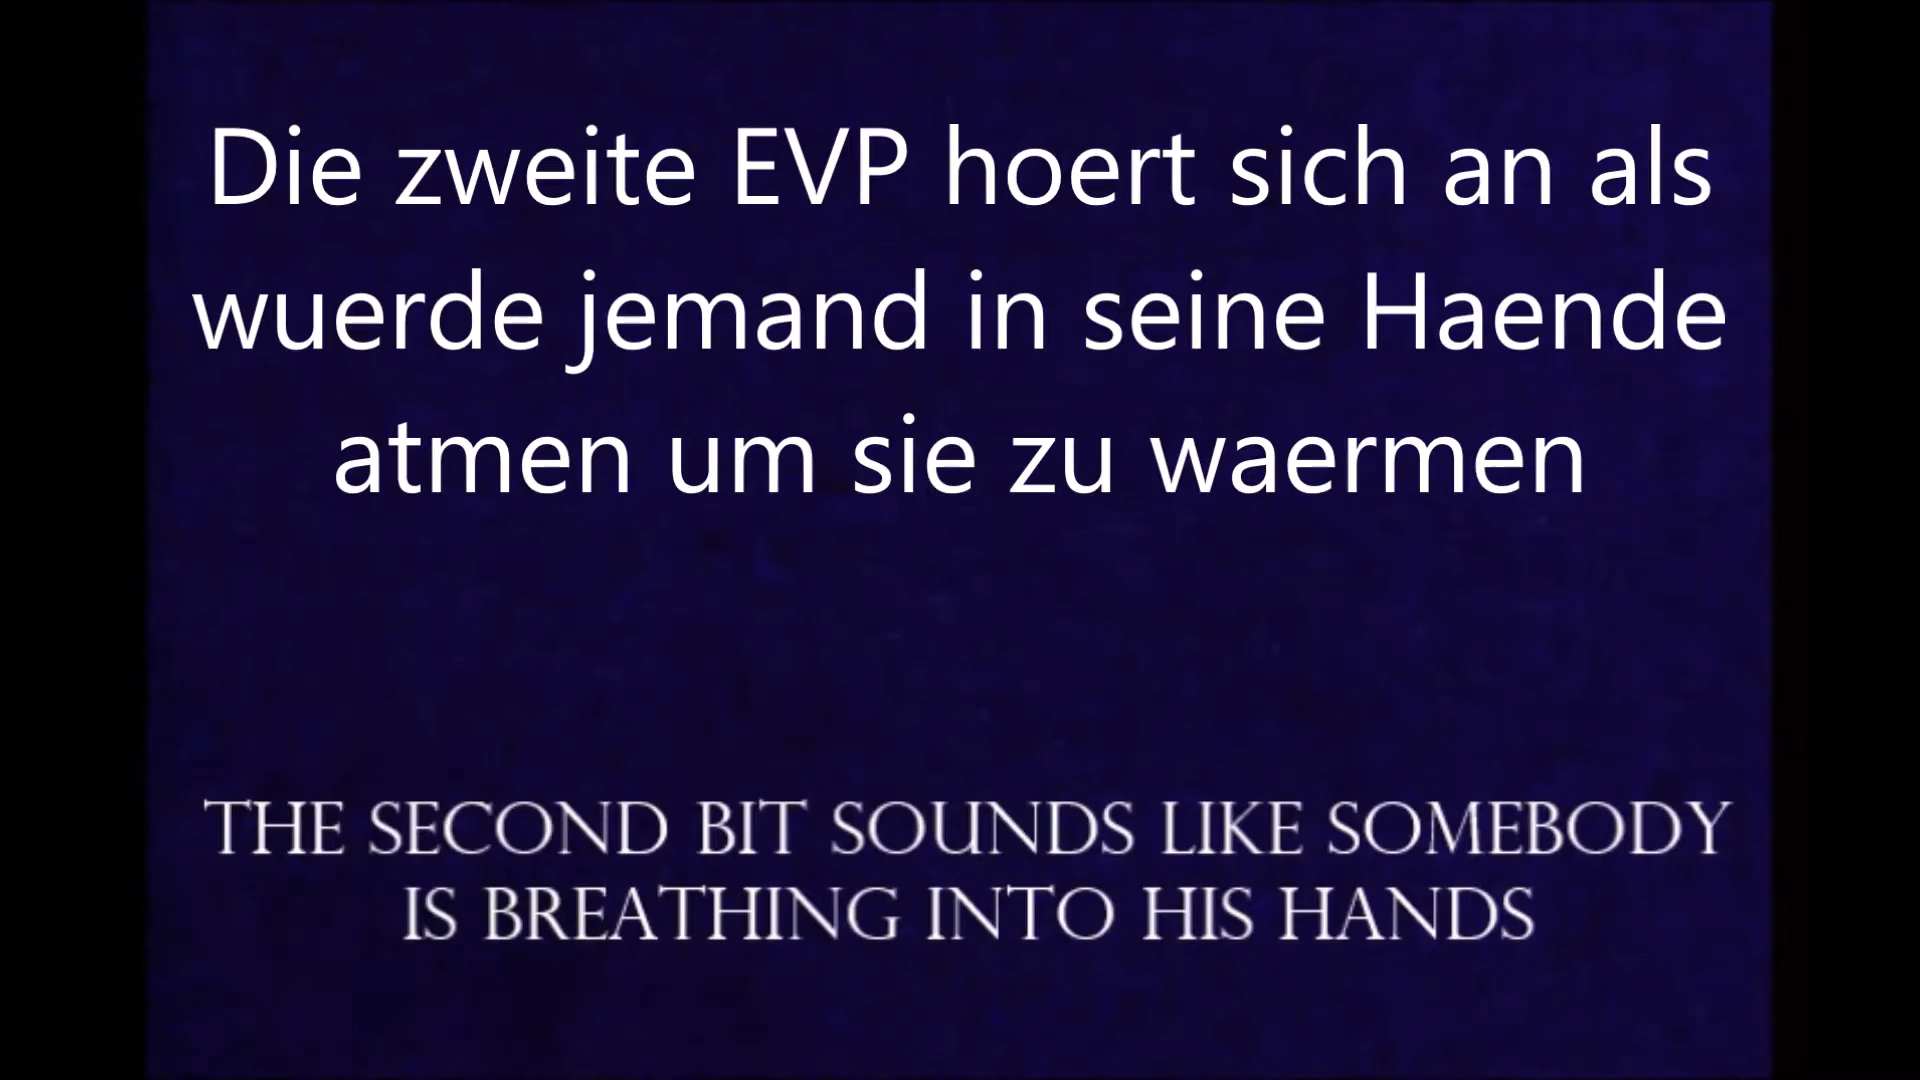 Die zweite EVP hoert sich an als
wuerde jemand in seine Haende
atmen um sie zu waermen
THE SECOND BIT SOUNDS LIKE SOMEBODY
IS BREATHING INTO HIS HANDS